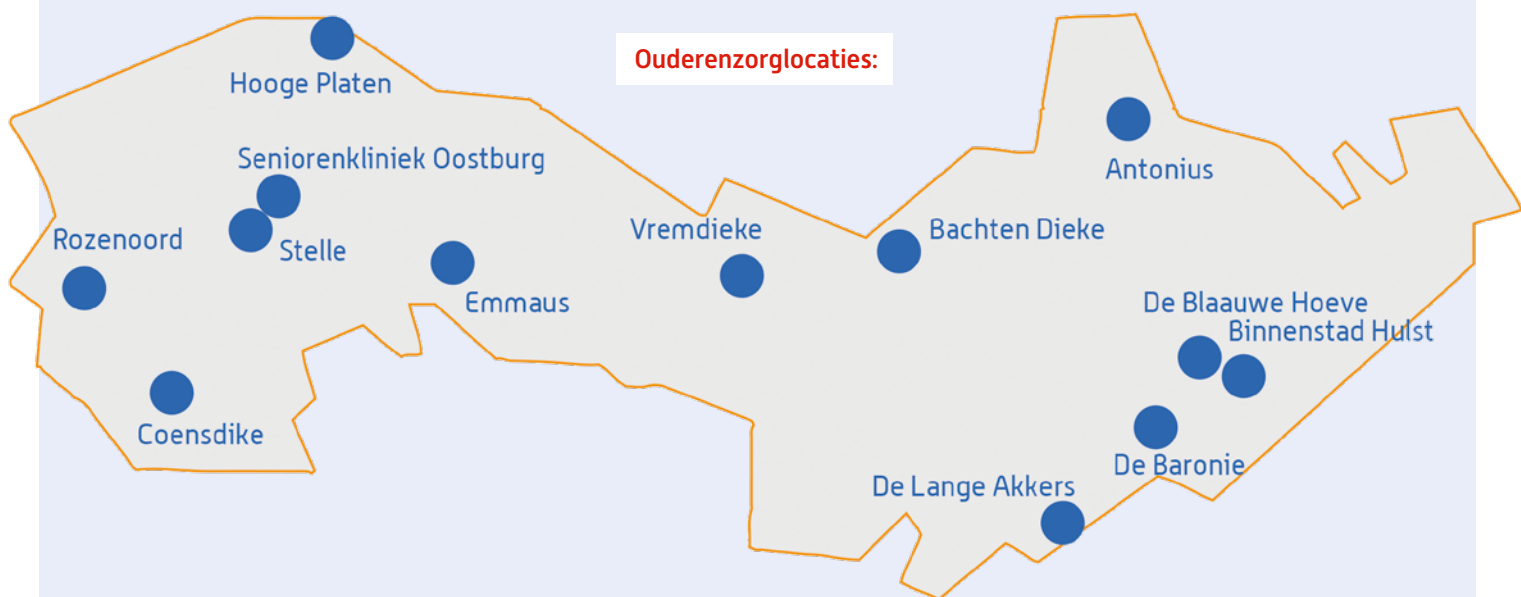 Ouderenzorglocaties:
Hooge Platen
Seniorenkliniek Oostburg
Antonius
Rozenoord
Stelle
Vremdieke
Bachten Dieke
Emmaus
De Blaauwe Hoeve
Binnenstad Hulst
Coensdike
De Baronie
De Lange Akkers